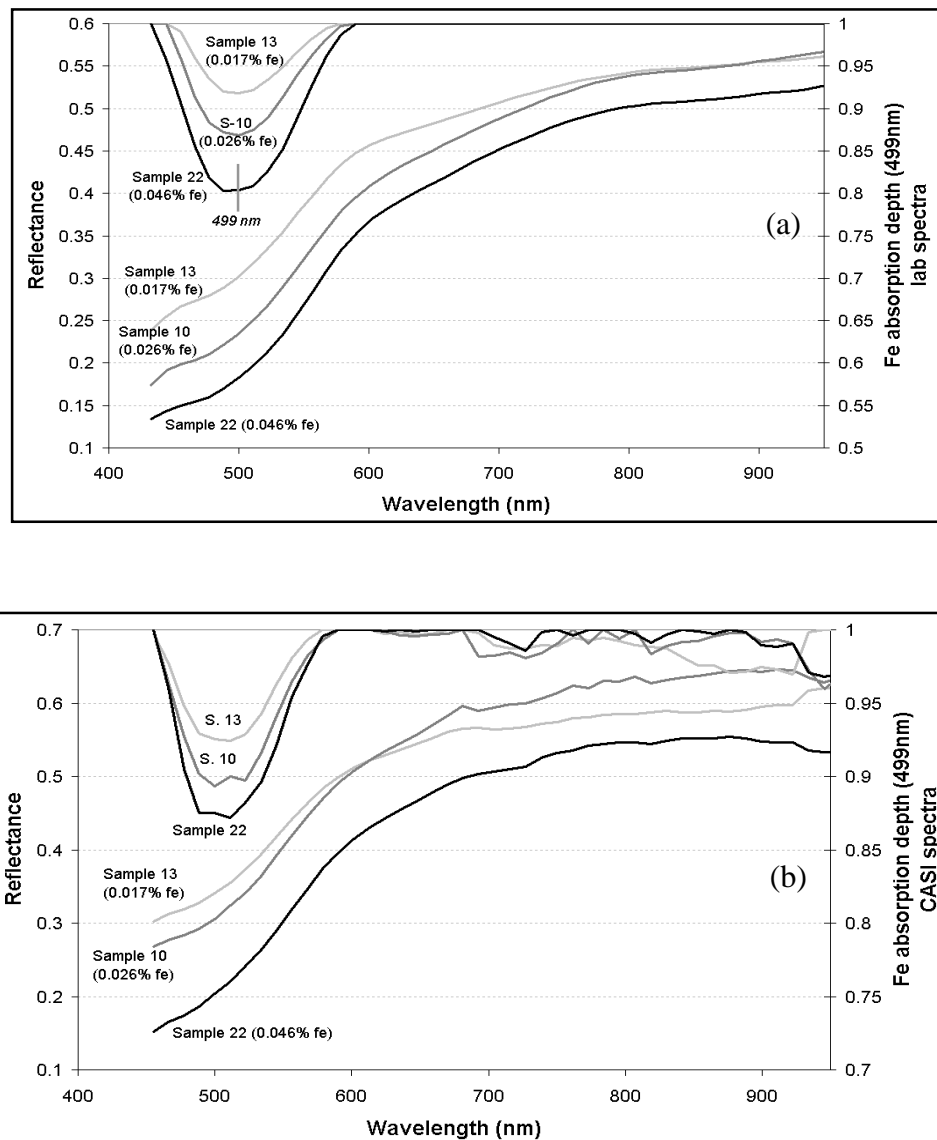 0.6
0.55
0.5
0.45
0.4
0.35
0.3
0.25
0.2
0.15
0.1
Reflectance
Sample 13
(0.017% fe)
S-10
(0.026% fe)
Sample 22
(0.046% fe)
499 nm
Sample 13
(0.017% fe)
Sample 10
(0.026% fe)
Sample 22 (0.046% fe)
(a)
1
0.95
0.9
0.85
0.8
0.75
0.7
0.65
0.6
0.55
0.5
Fe absorption depth (499nm)
lab spectra
400 500 600 700 800 900
Wavelength (nm)
0.7
0.6
0.5
0.4
0.3
0.2
0.1
Reflectance
S. 13
S. 10
Sample 22
Sample 13
(0.017% fe)
Sample 10
(0.026% fe)
Sample 22 (0.046% fe)
(b)
1
0.95
0.9
0.85
0.8
0.75
0.7
Fe absorption depth (499nm)
CASI spectra
400 500 600 700 800 900
Wavelength (nm)